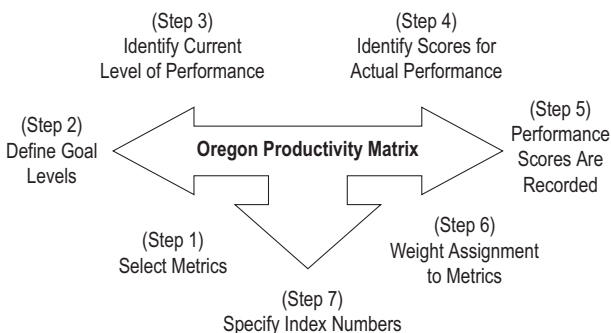 (Step 3)
Identify Current
Level of Performance
(Step 4)
Identify Scores for
Actual Performance
(Step 2)
Define Goal
Levels
Oregon Productivity Matrix
(Step 5)
Performance
Scores Are
Recorded
(Step 1)
Select Metrics
(Step 6)
Weight Assignment
to Metrics
(Step 7)
Specify Index Numbers